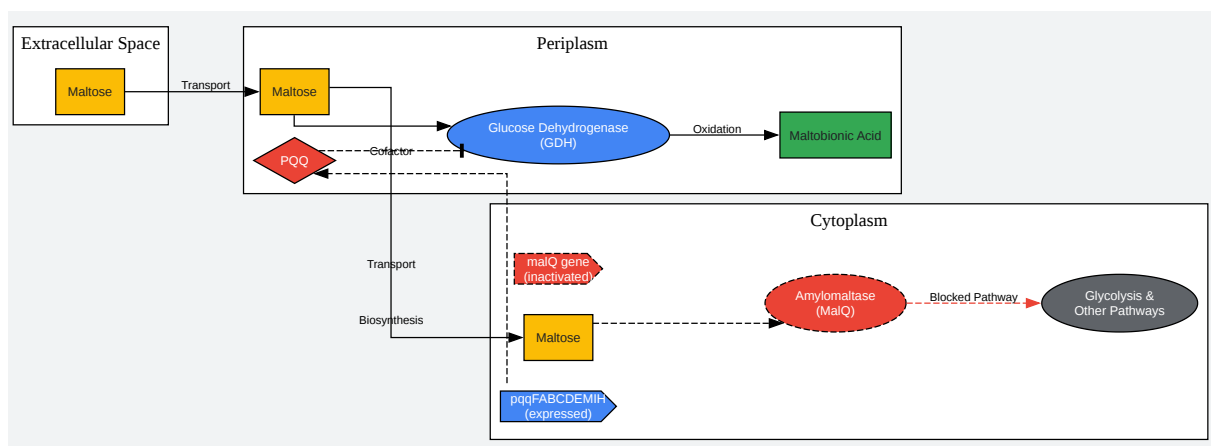 Extracellular Space
Maltose
Transport
Periplasm
Maltose
PQQ
Cofactor
Glucose Dehydrogenase
(GDH)
Oxidation
Maltobionic Acid
Transport
Biosynthesis
Cytoplasm
malQ gene
(inactivated)
Maltose
pqqFABCDEMIH
(expressed)
Amylomaltase
(MalQ)
Blocked Pathway
Glycolysis &
Other Pathways